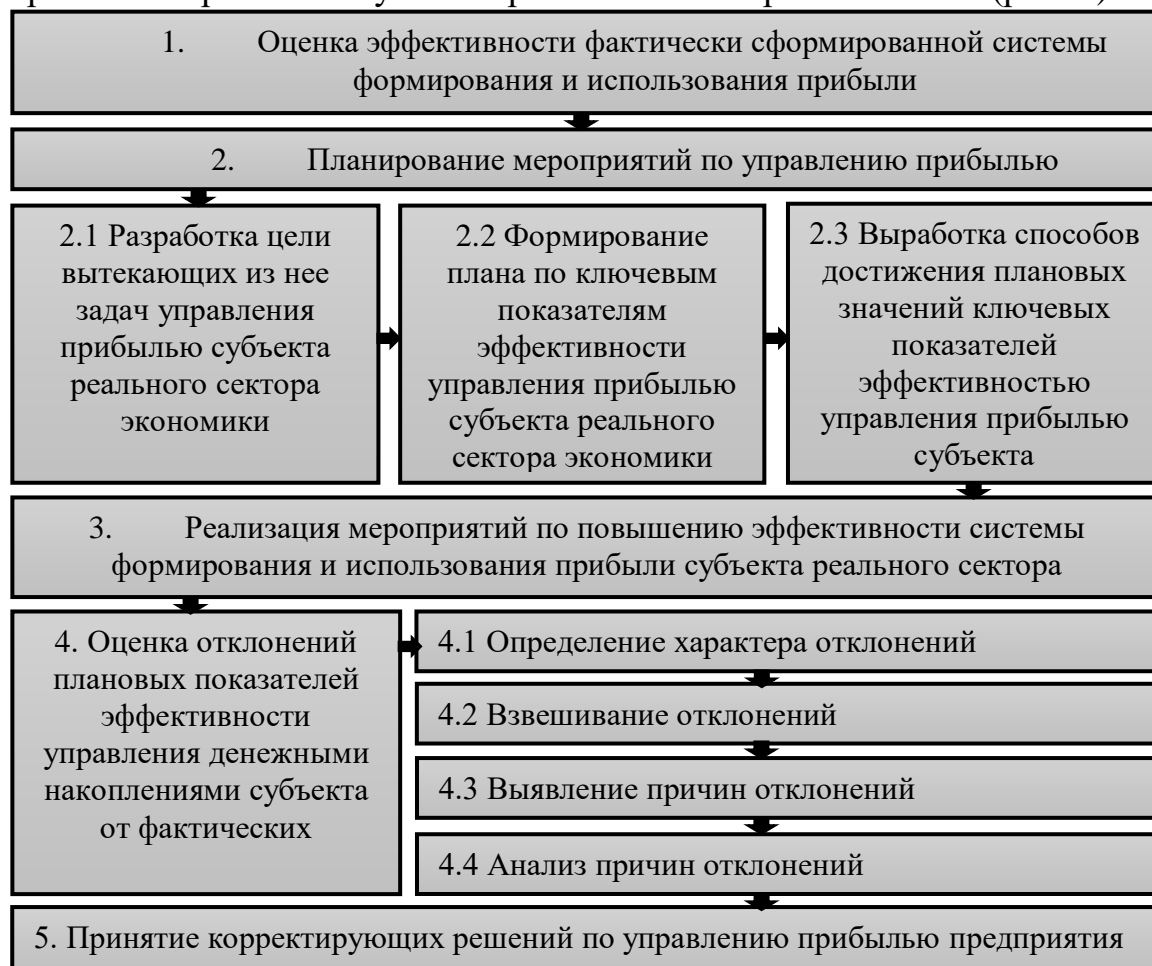 1. Оценка эффективности фактически сформированной системы
формирования и использования прибыли
2. Планирование мероприятий по управлению прибылью
2.1 Разработка цели
вытекающих из нее
задач управления
прибылью субъекта
реального сектора
экономики
2.2 Формирование
плана по ключевым
показателям
эффективности
управления прибылью
субъекта реального
сектора экономики
2.3 Выработка способов
достижения плановых
значений ключевых
показателей
эффективностью
управления прибылью
субъекта
3. Реализация мероприятий по повышению эффективности системы
формирования и использования прибыли субъекта реального сектора
4. Оценка отклонений
плановых показателей
эффективности
управления денежными
накоплениями субъекта
от фактических
4.1 Определение характера отклонений
4.2 Взвешивание отклонений
4.3 Выявление причин отклонений
4.4 Анализ причин отклонений
5. Принятие корректирующих решений по управлению прибылью предприятия